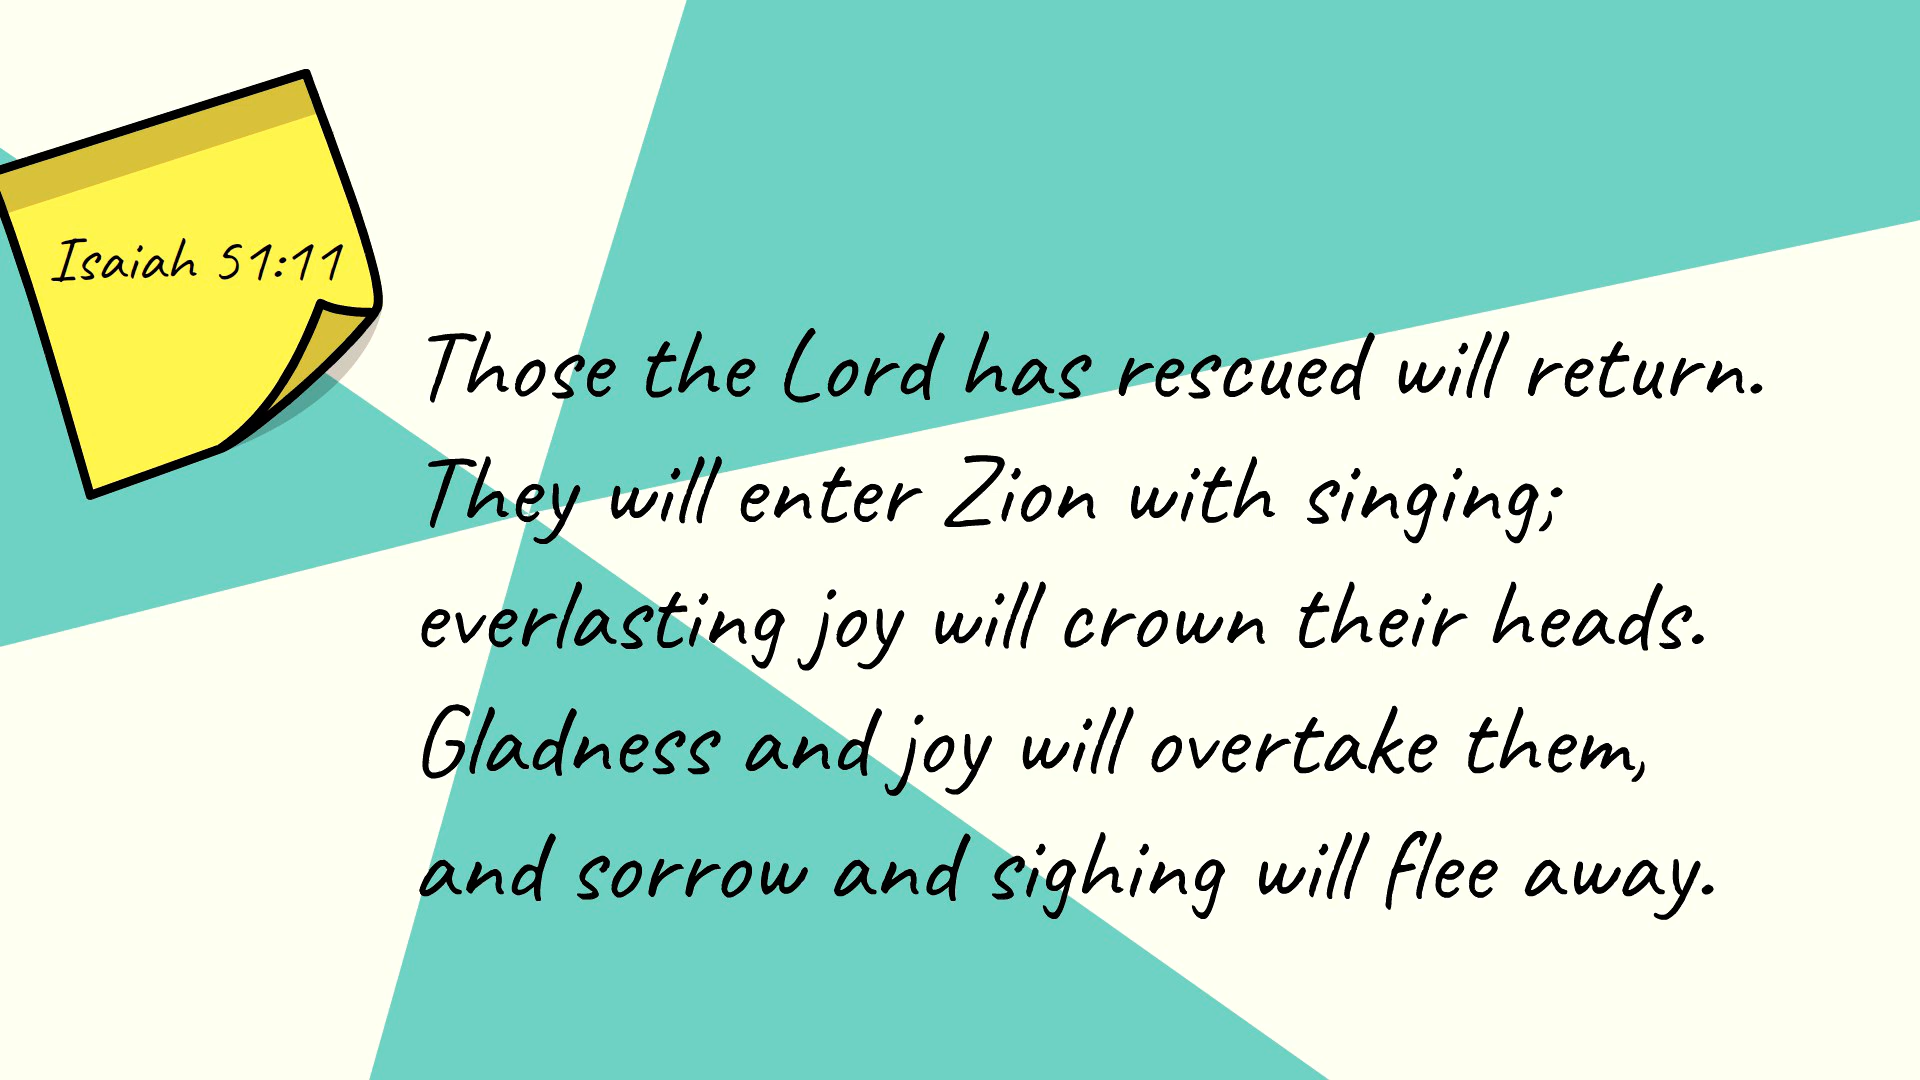 Isaiah 51:11
Those the Lord has rescued will return.
They will enter Zion with singing;
everlasting joy will crown their heads.
Gladness and joy will overtake them,
and sorrow and sighing will flee away.